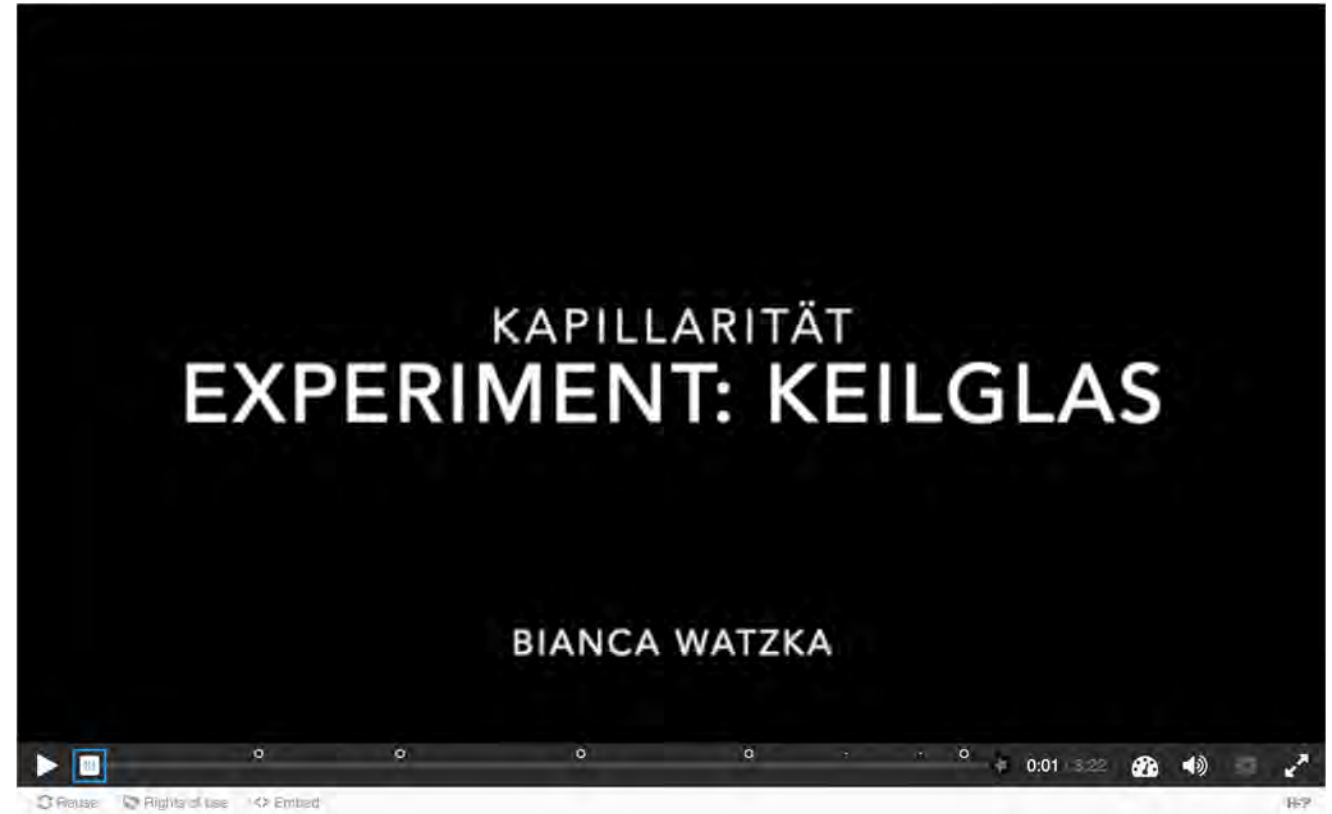 KAPILLARITÄT
EXPERIMENT: KEILGLAS
BIANCA WATZKA
0:01 / 3:22
Reuse Rights of use <> Embed
H-P